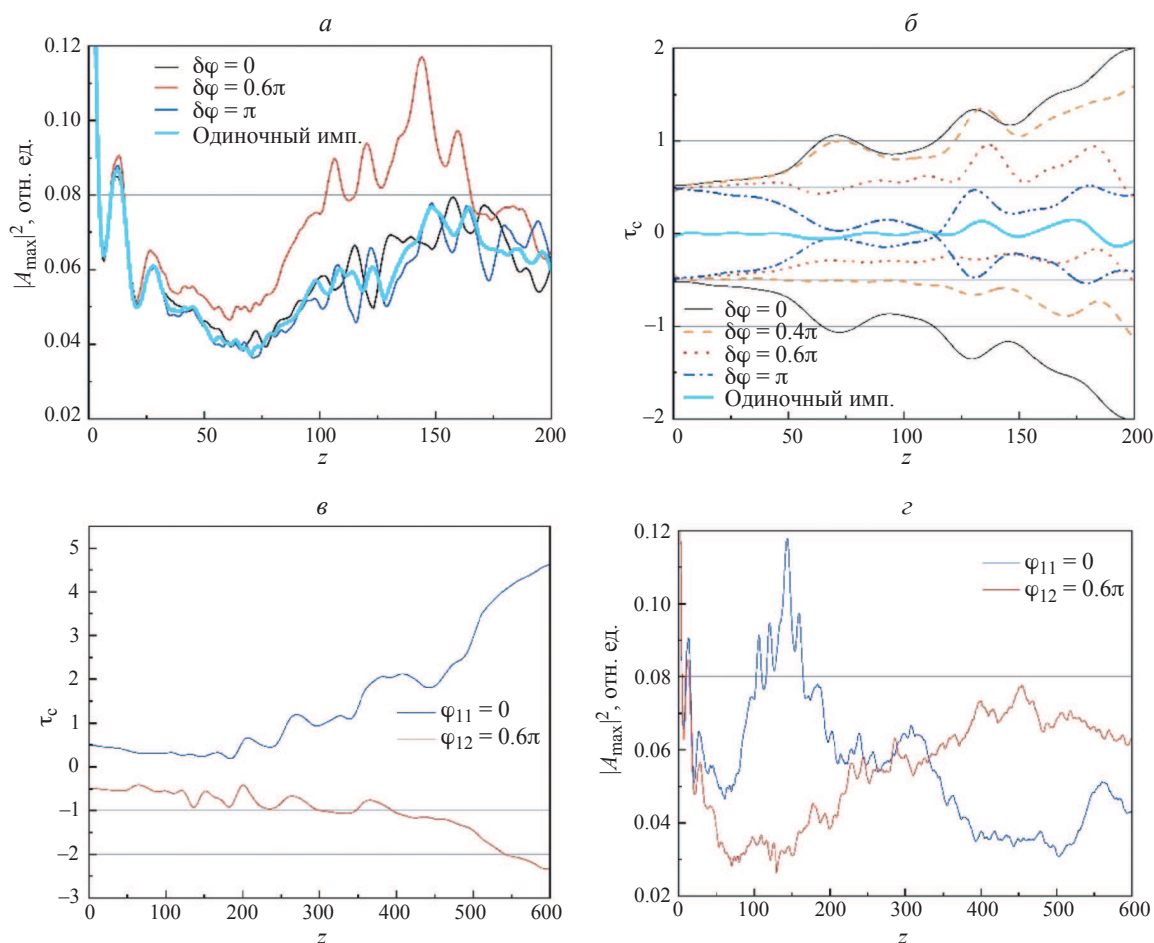 а
0.12
0.10
0.08
0.06
0.04
0.02
|A_max|², отн. ед.
δφ = 0
δφ = 0.6π
δφ = π
Одиночный имп.
0 50 100 150 200
z
б
2
1
0
−1
−2
τ_c
δφ = 0
δφ = 0.4π
δφ = 0.6π
δφ = π
Одиночный имп.
0 50 100 150 200
z
в
5
4
3
2
1
0
−1
−2
−3
τ_c
φ₁₁ = 0
φ₁₂ = 0.6π
0 100 200 300 400 500 600
z
г
0.12
0.10
0.08
0.06
0.04
0.02
|A_max|², отн. ед.
φ₁₁ = 0
φ₁₂ = 0.6π
0 100 200 300 400 500 600
z